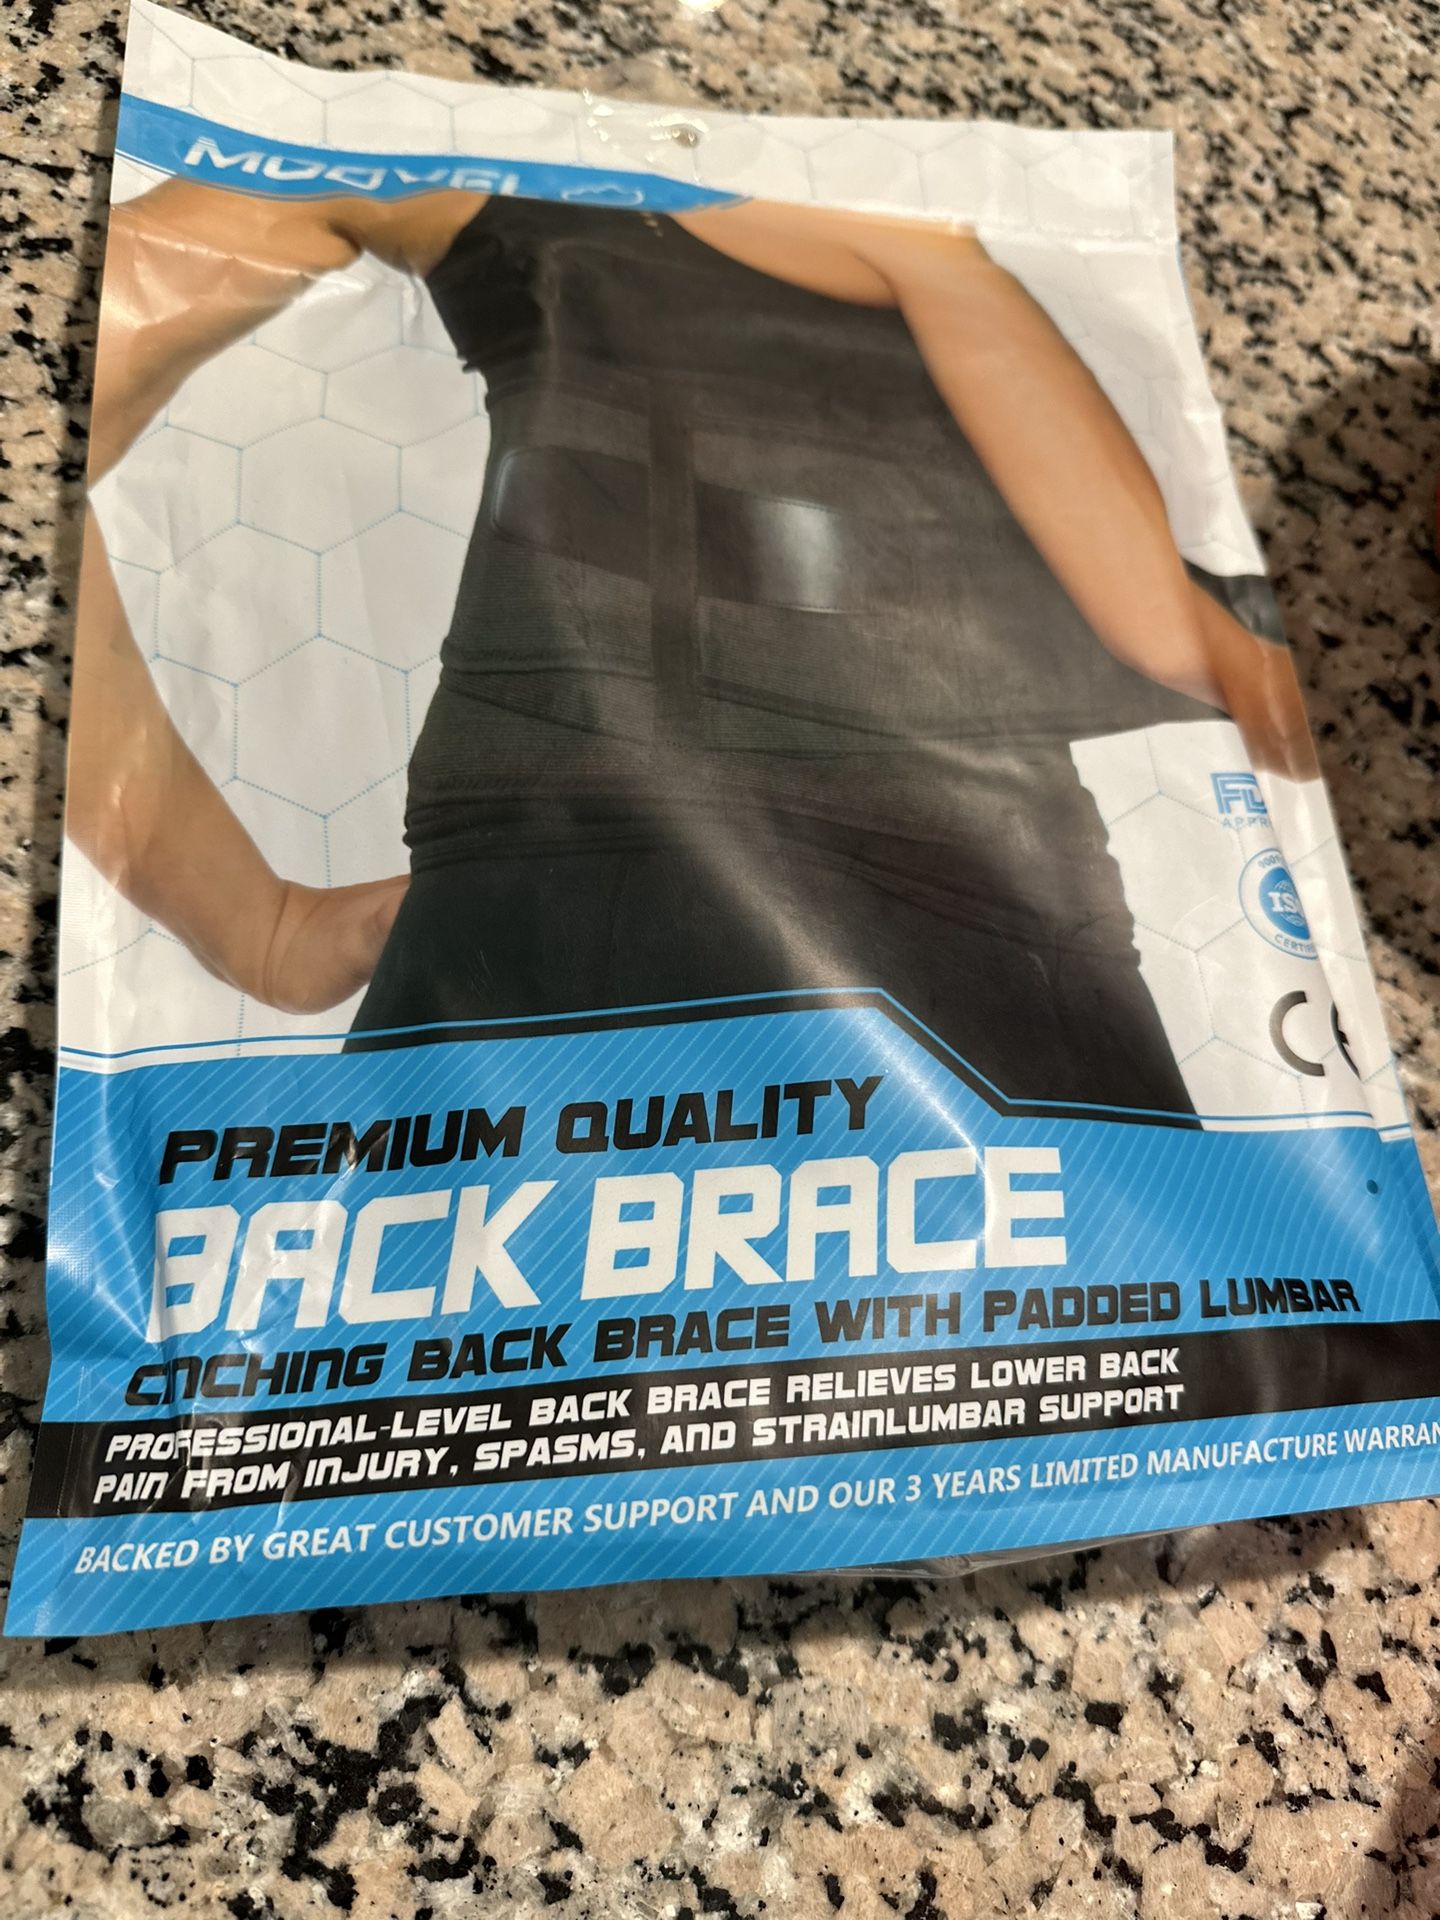 PREMIUM QUALITY
BACK BRACE
CINCHING BACK BRACE WITH PADDED LUMBAR
PROFESSIONAL-LEVEL BACK BRACE RELIEVES LOWER BACK
PAIN FROM INJURY, SPASMS, AND STRAINLUMBAR SUPPORT
BACKED BY GREAT CUSTOMER SUPPORT AND OUR 3 YEARS LIMITED MANUFACTURE
CE